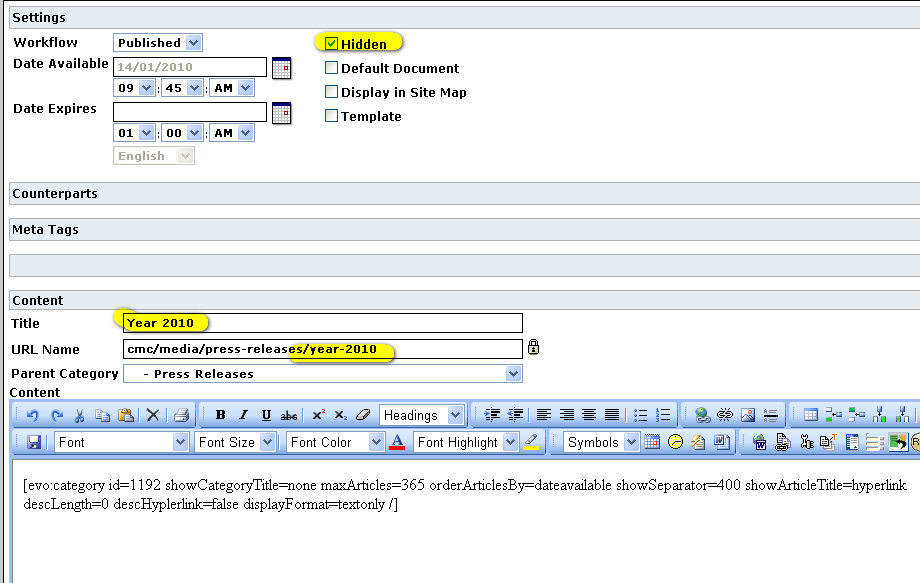 Settings
Workflow Published Hidden
Date Available 14/01/2010 Default Document
09 : 45 : AM Display in Site Map
Date Expires Template
01 : 00 : AM
English
Counterparts
Meta Tags
Content
Title Year 2010
URL Name cmc/media/press-releases/year-2010
Parent Category - Press Releases
Content
B I U abc x² x₂ Headings
Font Font Size Font Color A Font Highlight Symbols
[evo:category id=1192 showCategoryTitle=none maxArticles=365 orderArticlesBy=dateavailable showSeparator=400 showArticleTitle=hyperlink
descLength=0 descHyplerlink=false displayFormat=textonly /]